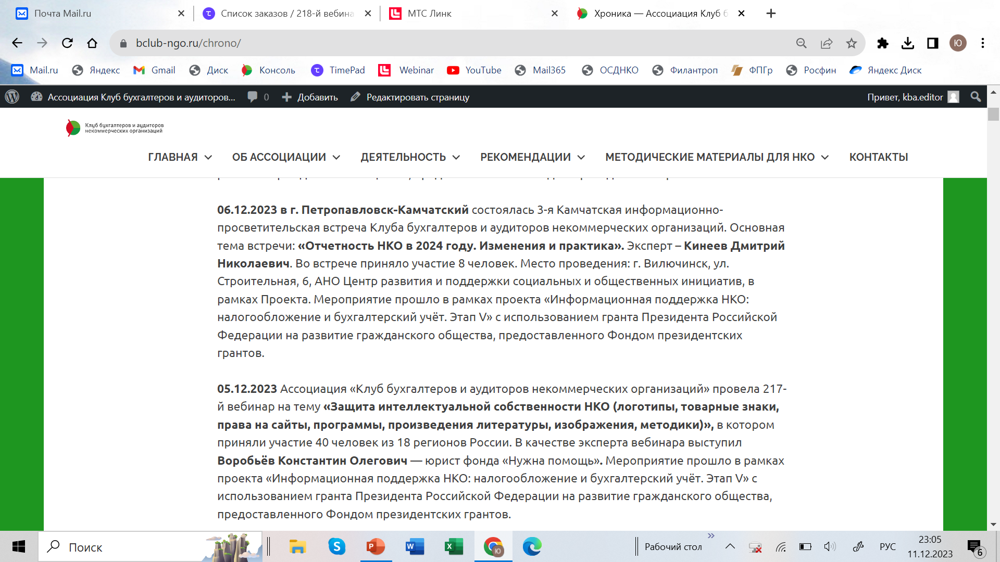 Почта Mail.ru
Список заказов / 218-й вебина
МТС Линк
Хроника — Ассоциация Клуб б
bclub-ngo.ru/chrono/
Ю
Mail.ru
Яндекс
Gmail
Диск
Консоль
TimePad
Webinar
YouTube
Mail365
ОСДНКО
Филантроп
ФПГр
Росфин
Яндекс Диск
Ассоциация Клуб бухгалтеров и аудиторов...
0
Добавить
Редактировать страницу
Привет, kba.editor
Клуб бухгалтеров и аудиторов
некоммерческих организаций
ГЛАВНАЯ
ОБ АССОЦИАЦИИ
ДЕЯТЕЛЬНОСТЬ
РЕКОМЕНДАЦИИ
МЕТОДИЧЕСКИЕ МАТЕРИАЛЫ ДЛЯ НКО
КОНТАКТЫ
06.12.2023 в г. Петропавловск-Камчатский состоялась 3-я Камчатская информационно-
просветительская встреча Клуба бухгалтеров и аудиторов некоммерческих организаций. Основная
тема встречи: «Отчетность НКО в 2024 году. Изменения и практика». Эксперт – Кинеев Дмитрий
Николаевич. Во встрече приняло участие 8 человек. Место проведения: г. Вилючинск, ул.
Строительная, 6, АНО Центр развития и поддержки социальных и общественных инициатив, в
рамках Проекта. Мероприятие прошло в рамках проекта «Информационная поддержка НКО:
налогообложение и бухгалтерский учёт. Этап V» с использованием гранта Президента Российской
Федерации на развитие гражданского общества, предоставленного Фондом президентских
грантов.
05.12.2023 Ассоциация «Клуб бухгалтеров и аудиторов некоммерческих организаций» провела 217-
й вебинар на тему «Защита интеллектуальной собственности НКО (логотипы, товарные знаки,
права на сайты, программы, произведения литературы, изображения, методики)», в котором
приняли участие 40 человек из 18 регионов России. В качестве эксперта вебинара выступил
Воробьёв Константин Олегович — юрист фонда «Нужна помощь». Мероприятие прошло в рамках
проекта «Информационная поддержка НКО: налогообложение и бухгалтерский учёт. Этап V» с
использованием гранта Президента Российской Федерации на развитие гражданского общества,
предоставленного Фондом президентских грантов.
Поиск
Рабочий стол
РУС
23:05
11.12.2023
6